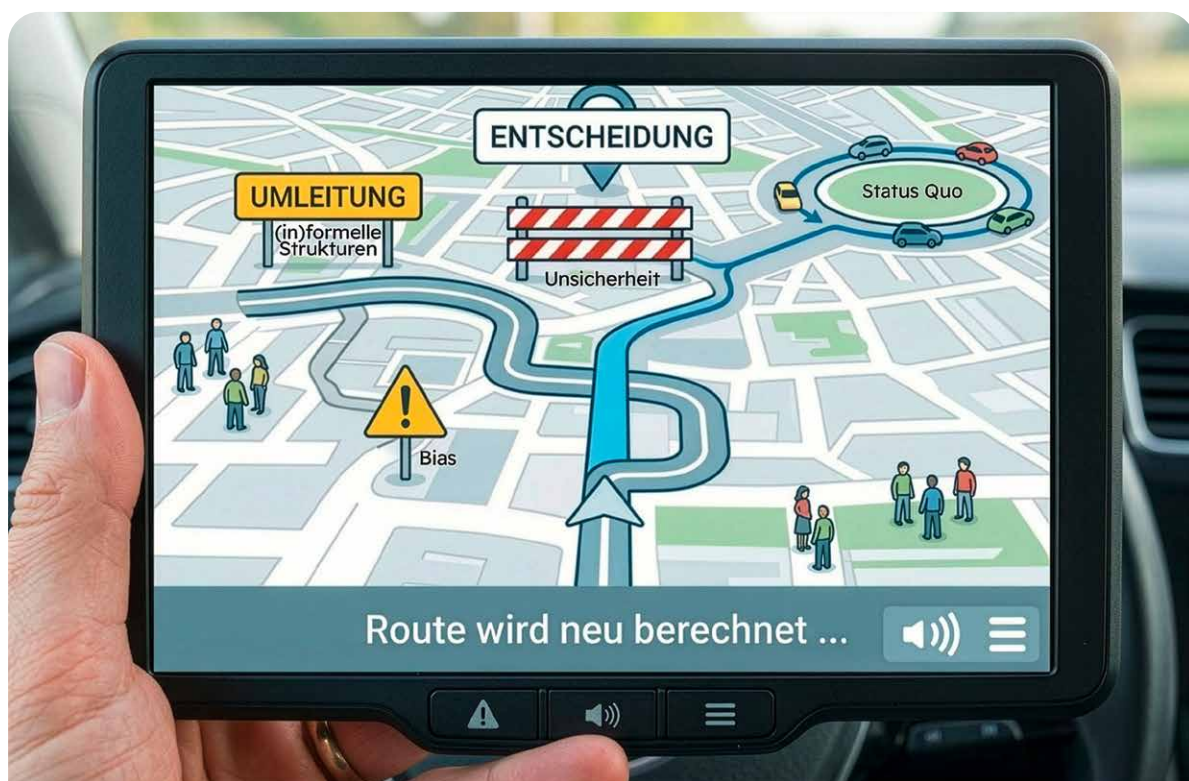 ENTSCHEIDUNG
UMLEITUNG
(in)formelle
Strukturen
Status Quo
Unsicherheit
Bias
Route wird neu berechnet ...